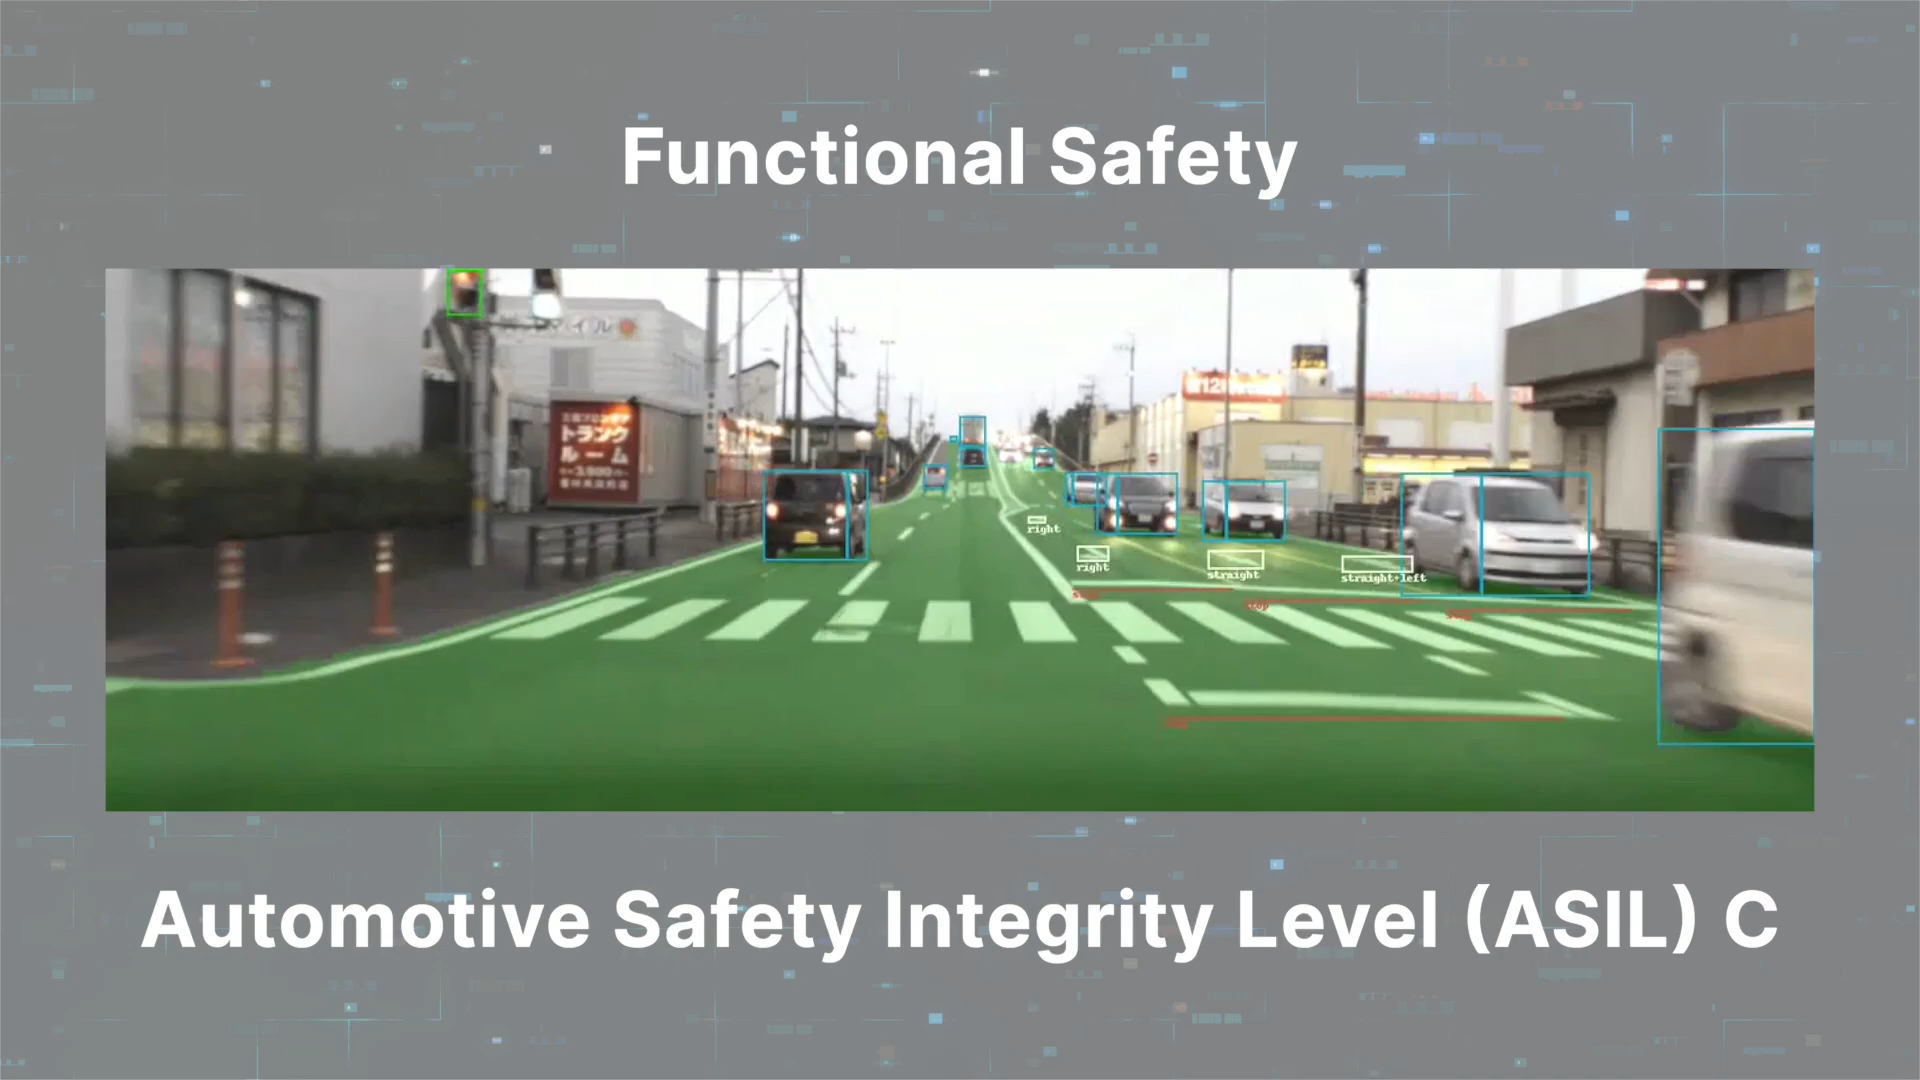 Functional Safety
トランク
ルーム
right
right
straight
straight+left
stop
Automotive Safety Integrity Level (ASIL) C